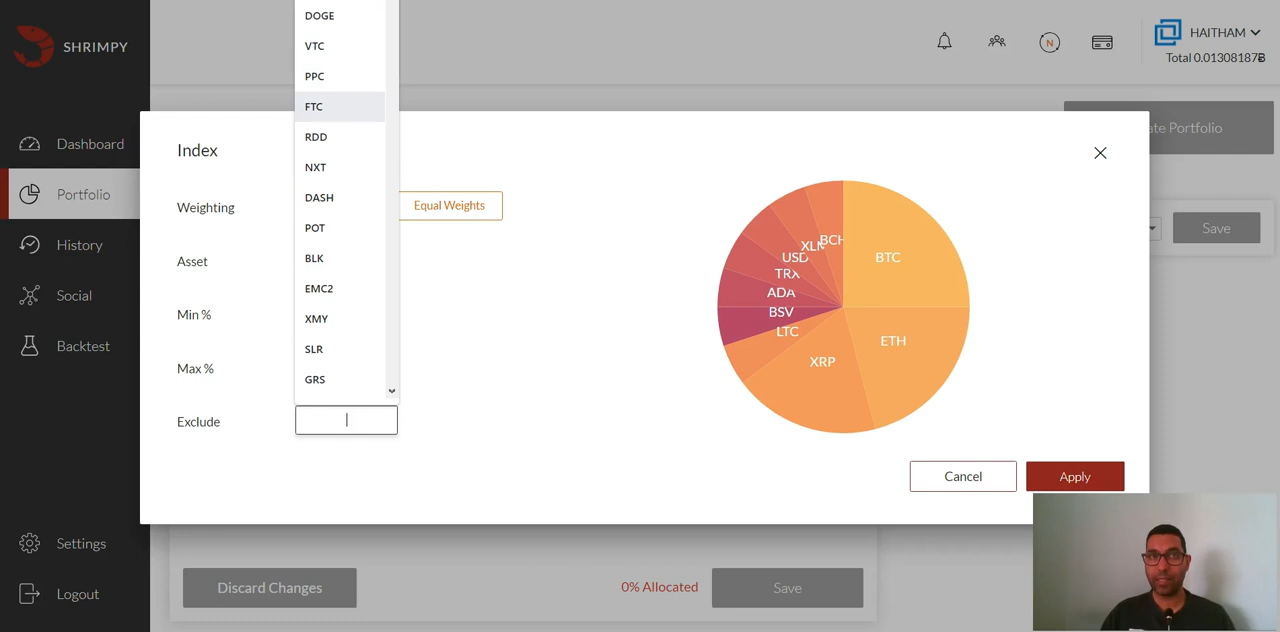 SHRIMPY
Dashboard
Portfolio
History
Social
Backtest
Settings
Logout
N
HAITHAM
Total 0.01308187Ƀ
ate Portfolio
Save
Index
Weighting
Equal Weights
Asset
Min %
Max %
Exclude
DOGE
VTC
PPC
FTC
RDD
NXT
DASH
POT
BLK
EMC2
XMY
SLR
GRS
BTC
ETH
XRP
LTC
BSV
ADA
TRX
USD
XLM
BCH
Cancel
Apply
Discard Changes
0% Allocated
Save